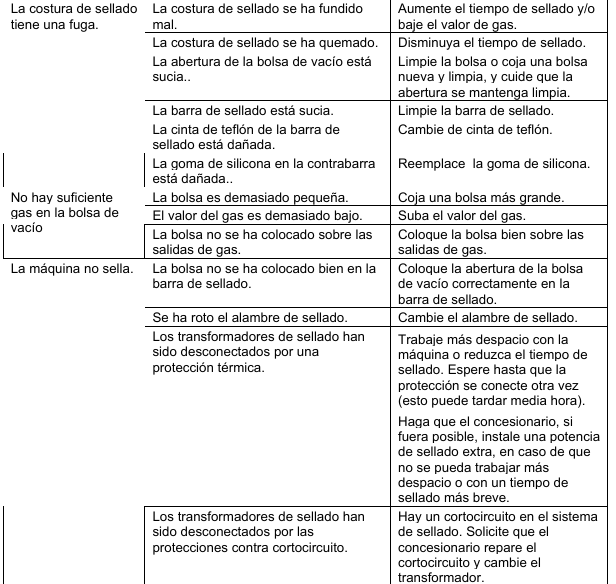 La costura de sellado
tiene una fuga.
La costura de sellado se ha fundido
mal.
Aumente el tiempo de sellado y/o
baje el valor de gas.
La costura de sellado se ha quemado.
Disminuya el tiempo de sellado.
La abertura de la bolsa de vacío está
sucia..
Limpie la bolsa o coja una bolsa
nueva y limpia, y cuide que la
abertura se mantenga limpia.
La barra de sellado está sucia.
Limpie la barra de sellado.
La cinta de teflón de la barra de
sellado está dañada.
Cambie de cinta de teflón.
La goma de silicona en la contrabarra
está dañada..
Reemplace la goma de silicona.
No hay suficiente
gas en la bolsa de
vacío
La bolsa es demasiado pequeña.
Coja una bolsa más grande.
El valor del gas es demasiado bajo.
Suba el valor del gas.
La bolsa no se ha colocado sobre las
salidas de gas.
Coloque la bolsa bien sobre las
salidas de gas.
La máquina no sella.
La bolsa no se ha colocado bien en la
barra de sellado.
Coloque la abertura de la bolsa
de vacío correctamente en la
barra de sellado.
Se ha roto el alambre de sellado.
Cambie el alambre de sellado.
Los transformadores de sellado han
sido desconectados por una
protección térmica.
Trabaje más despacio con la
máquina o reduzca el tiempo de
sellado. Espere hasta que la
protección se conecte otra vez
(esto puede tardar media hora).
Haga que el concesionario, si
fuera posible, instale una potencia
de sellado extra, en caso de que
no se pueda trabajar más
despacio o con un tiempo de
sellado más breve.
Los transformadores de sellado han
sido desconectados por las
protecciones contra cortocircuito.
Hay un cortocircuito en el sistema
de sellado. Solicite que el
concesionario repare el
cortocircuito y cambie el
transformador.